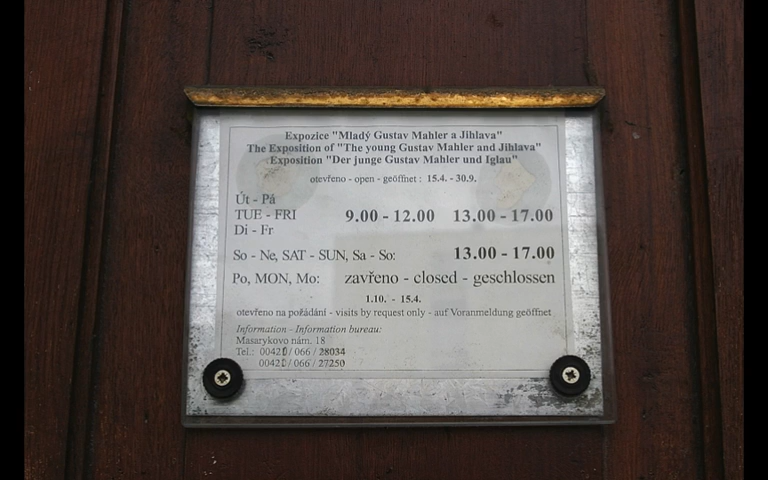 Expozice "Mladý Gustav Mahler a Jihlava"
The Exposition of "The young Gustav Mahler and Jihlava"
Exposition "Der junge Gustav Mahler und Iglau"
otevřeno - open - geöffnet : 15.4. - 30.9.
Út - Pá
TUE - FRI 9.00 - 12.00 13.00 - 17.00
Di - Fr
So - Ne, SAT - SUN, Sa - So: 13.00 - 17.00
Po, MON, Mo: zavřeno - closed - geschlossen
1.10. - 15.4.
otevřeno na požádání - visits by request only - auf Voranmeldung geöffnet
Information - Information bureau:
Masarykovo nám. 18
Tel.: 00420 / 066 / 28034
00420 / 066 / 27250